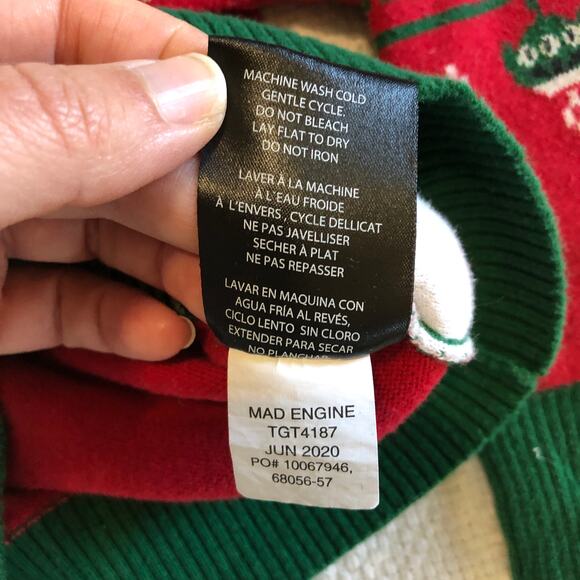 MACHINE WASH COLD
GENTLE CYCLE.
DO NOT BLEACH
LAY FLAT TO DRY
DO NOT IRON
LAVER À LA MACHINE
À L'EAU FROIDE
À L'ENVERS , CYCLE DELLICAT
NE PAS JAVELLISER
SECHER À PLAT
NE PAS REPASSER
LAVAR EN MAQUINA CON
AGUA FRÍA AL REVÉS,
CICLO LENTO SIN CLORO
EXTENDER PARA SECAR
NO PLANCHAR
MAD ENGINE
TGT4187
JUN 2020
PO# 10067946,
68056-57